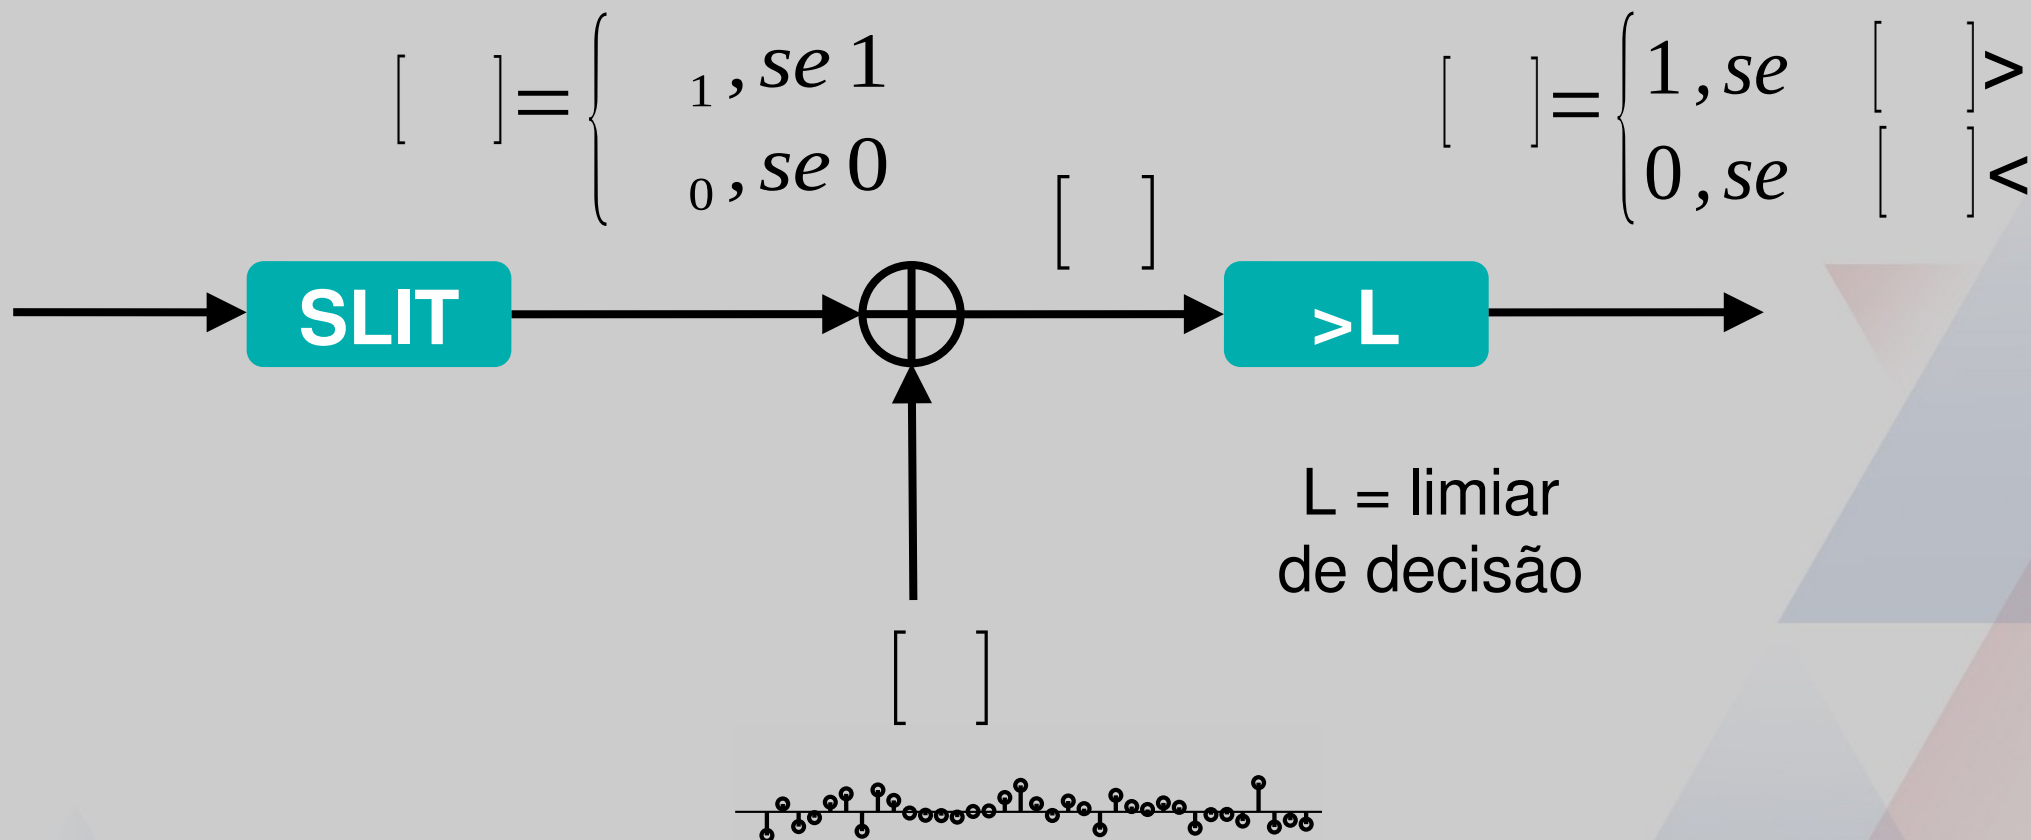 [ ] = { 1 , se 1
0 , se 0
[ ] = { 1 , se [ ] >
0 , se [ ] <
[ ]
SLIT
>L
L = limiar
de decisão
[ ]